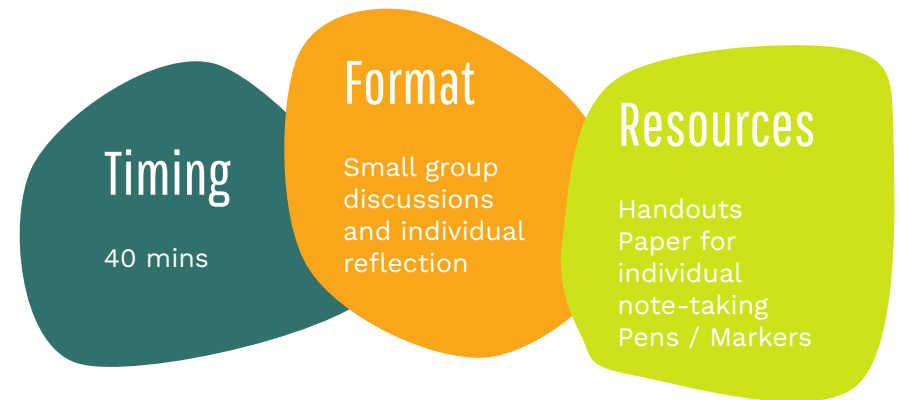 Timing
40 mins
Format
Small group
discussions
and individual
reflection
Resources
Handouts
Paper for
individual
note-taking
Pens / Markers